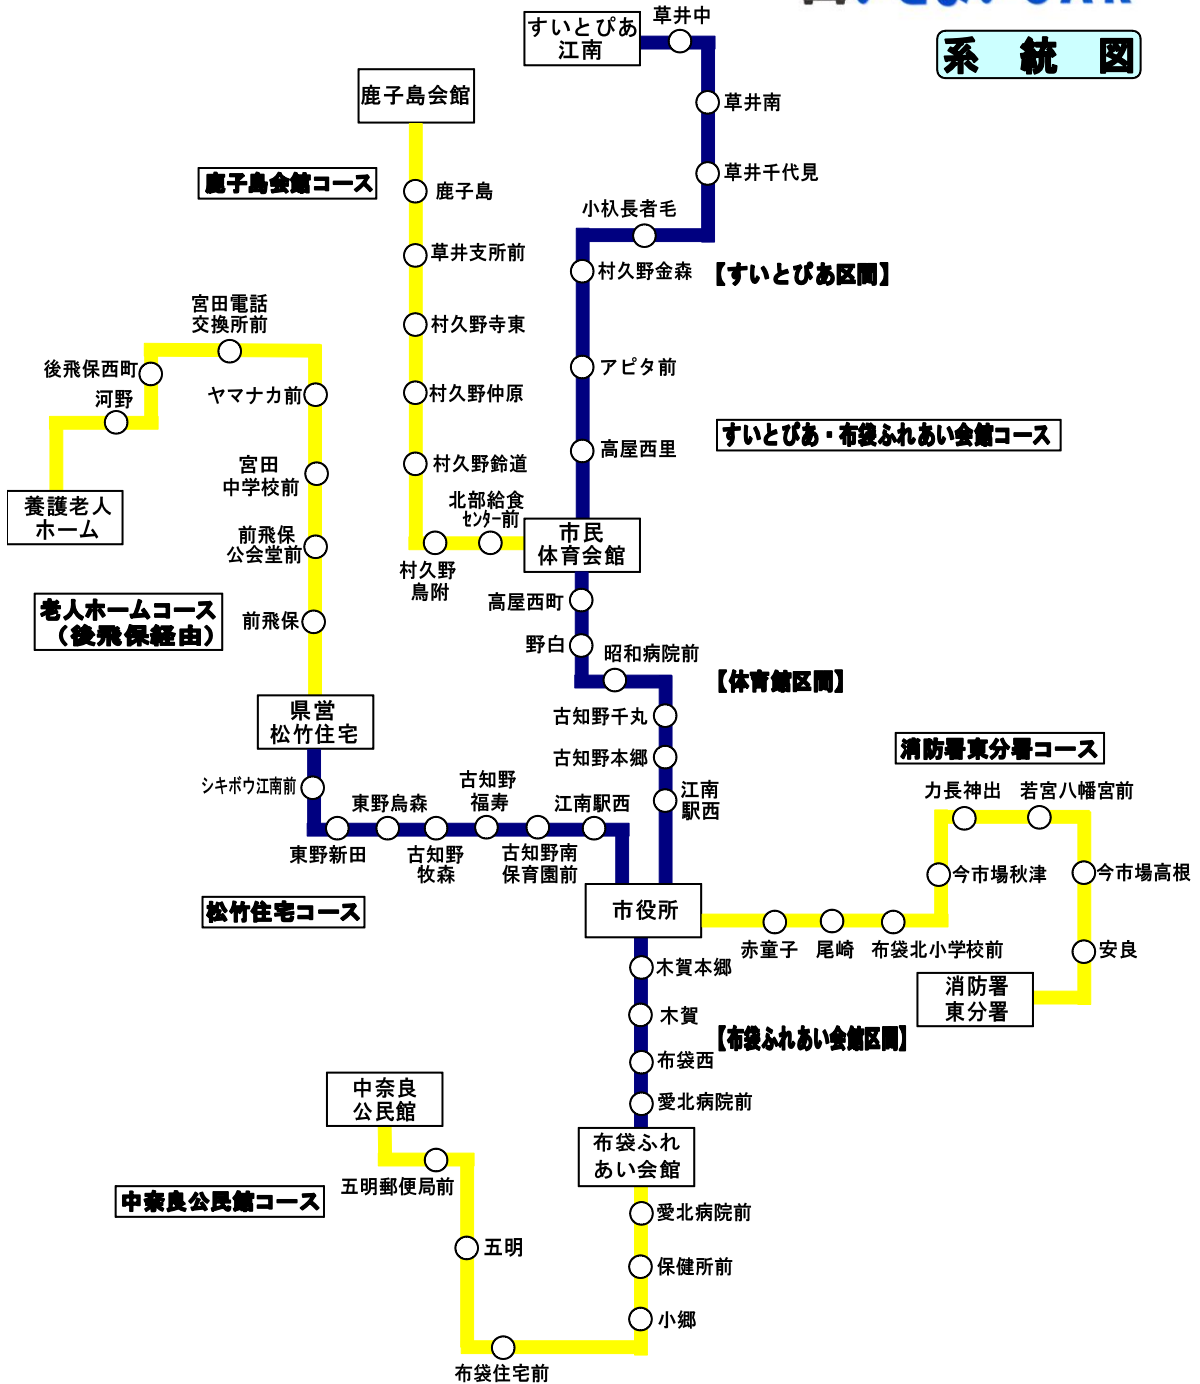 系 統 図
すいとぴあ
江南
草井中
草井南
草井千代見
小杁長者毛
村久野金森
【すいとぴあ区間】
アピタ前
高屋西里
すいとぴあ・布袋ふれあい会館コース
鹿子島会館
鹿子島会館コース
鹿子島
草井支所前
村久野寺東
村久野仲原
村久野鈴道
北部給食
センター前
村久野
鳥附
市民
体育会館
宮田電話
交換所前
後飛保西町
河野
ヤマナカ前
養護老人
ホーム
宮田
中学校前
前飛保
公会堂前
前飛保
老人ホームコース
(後飛保経由)
県営
松竹住宅
高屋西町
野白
昭和病院前
【体育館区間】
古知野千丸
古知野本郷
江南
駅西
シキボウ江南前
東野新田
東野烏森
古知野
牧森
古知野
福寿
古知野南
保育園前
江南駅西
松竹住宅コース
市役所
消防署東分署コース
力長神出
若宮八幡宮前
今市場秋津
今市場高根
赤童子
尾崎
布袋北小学校前
安良
消防署
東分署
木賀本郷
木賀
【布袋ふれあい会館区間】
布袋西
愛北病院前
布袋ふれ
あい会館
中奈良
公民館
五明郵便局前
中奈良公民館コース
五明
愛北病院前
保健所前
小郷
布袋住宅前